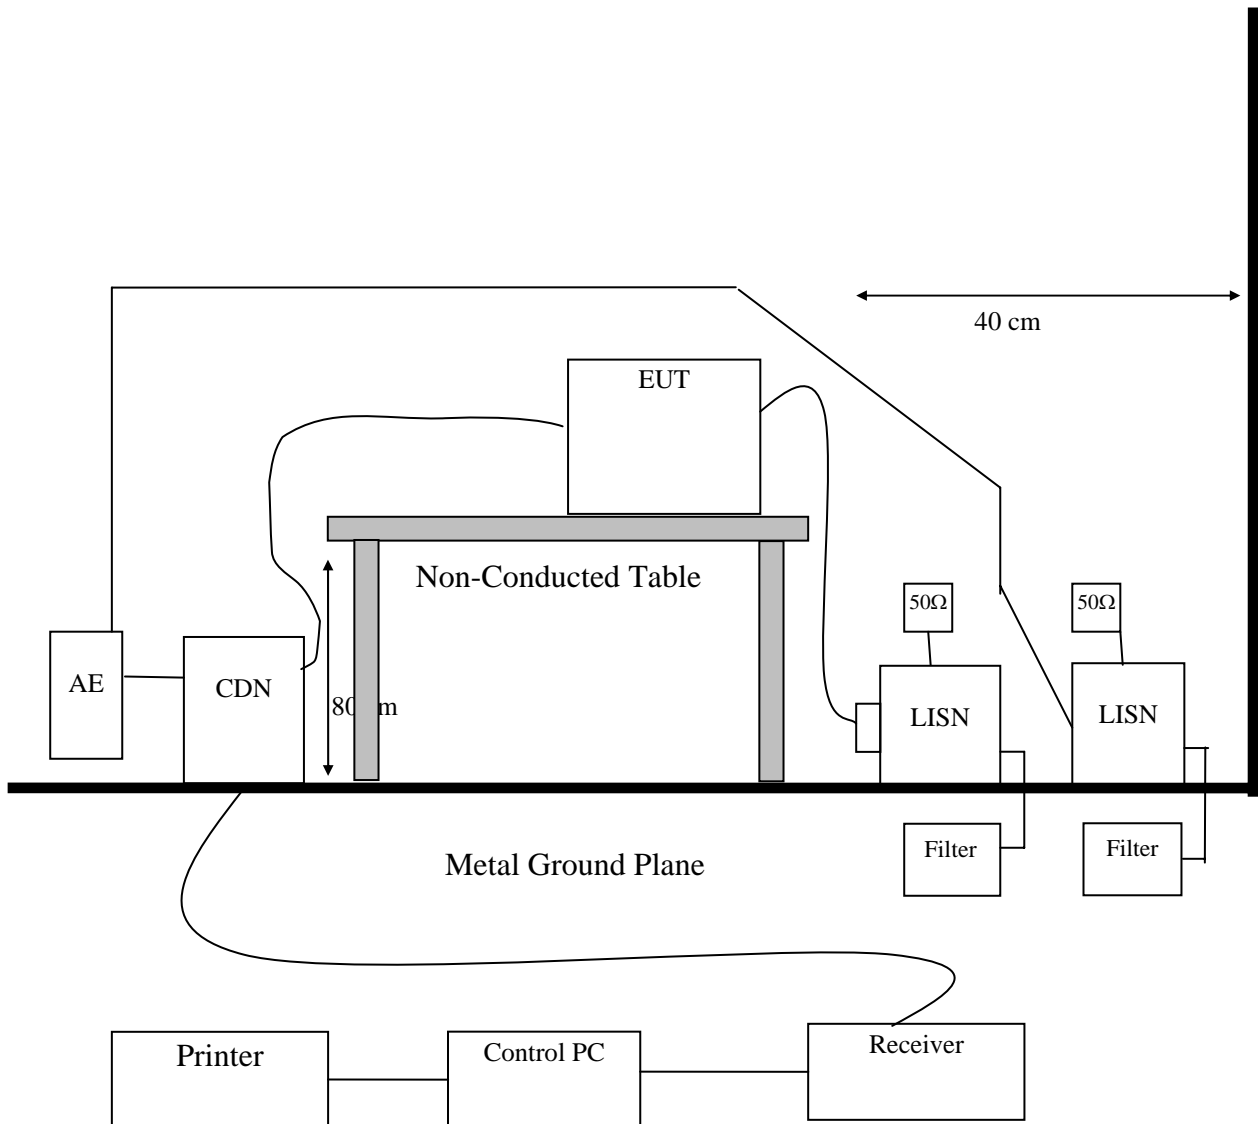 40 cm
EUT
Non-Conducted Table
50Ω
50Ω
AE
CDN
LISN
LISN
Filter
Filter
Metal Ground Plane
Printer
Control PC
Receiver